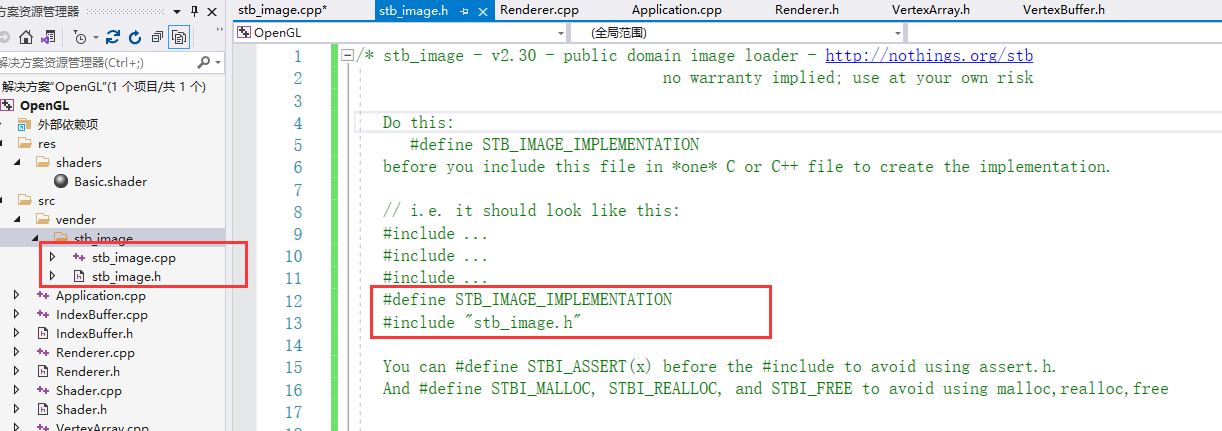 方案资源管理器
解决方案资源管理器(Ctrl+;)
解决方案"OpenGL"(1 个项目/共 1 个)
OpenGL
外部依赖项
res
shaders
Basic.shader
src
vender
stb_image
stb_image.cpp
stb_image.h
Application.cpp
IndexBuffer.cpp
IndexBuffer.h
Renderer.cpp
Renderer.h
Shader.cpp
Shader.h
VertexArray.cpp
stb_image.cpp*
stb_image.h
Renderer.cpp
Application.cpp
Renderer.h
VertexArray.h
VertexBuffer.h
OpenGL
(全局范围)
1 /* stb_image - v2.30 - public domain image loader - http://nothings.org/stb
2 no warranty implied; use at your own risk
3
4 Do this:
5 #define STB_IMAGE_IMPLEMENTATION
6 before you include this file in *one* C or C++ file to create the implementation.
7
8 // i.e. it should look like this:
9 #include ...
10 #include ...
11 #include ...
12 #define STB_IMAGE_IMPLEMENTATION
13 #include "stb_image.h"
14
15 You can #define STBI_ASSERT(x) before the #include to avoid using assert.h.
16 And #define STBI_MALLOC, STBI_REALLOC, and STBI_FREE to avoid using malloc,realloc,free
17